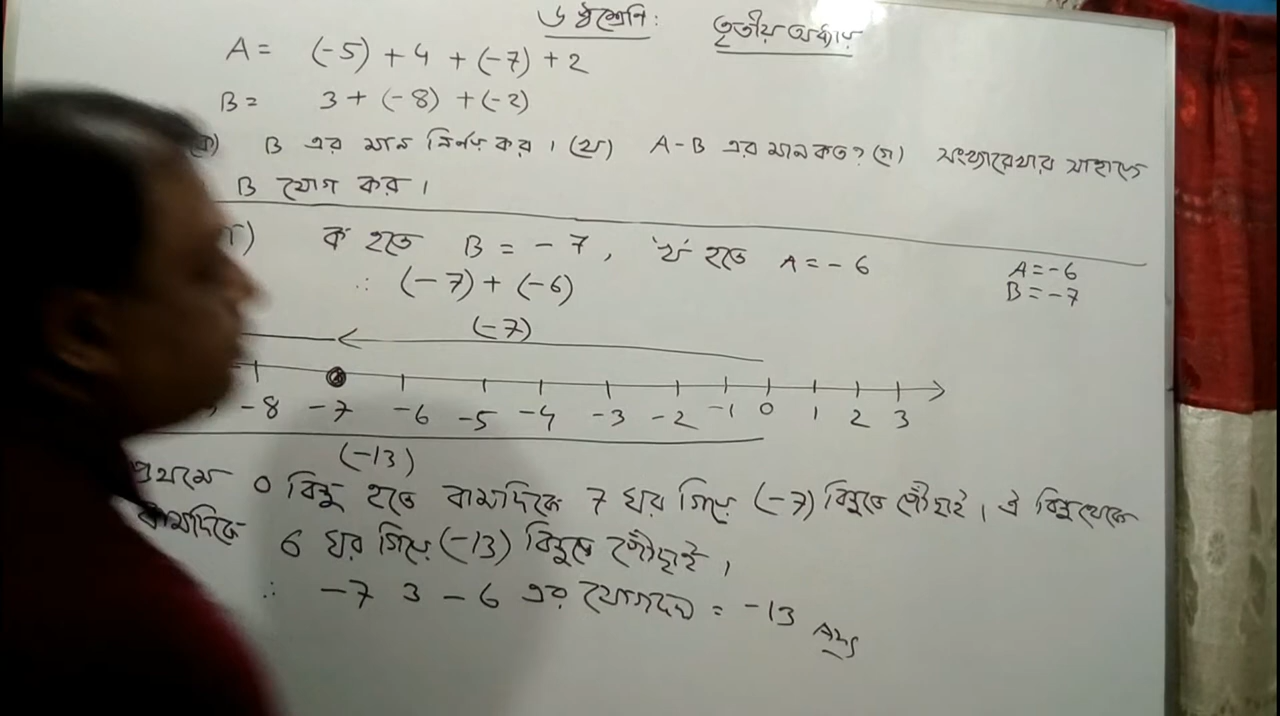 ৬ ষ্ঠ শ্রেণি: তৃতীয় অধ্যায়
A = (-5) + 4 + (-7) + 2
B = 3 + (-8) + (-2)
ক) B এর মান নির্ণয় কর। (খ) A-B এর মান কত? (গ) সংখ্যারেখার সাহায্যে
B যোগ কর।
ক হতে B = - 7, 'খ' হতে A = - 6
A = -6
B = -7
∴ (-7) + (-6)
(-7)
-8 -7 -6 -5 -4 -3 -2 -1 0 1 2 3
(-13)
প্রথমে 0 বিন্দু হতে বামদিকে 7 ঘর গিয়ে (-7) বিন্দুতে পৌঁছাই। ঐ বিন্দু থেকে
বামদিকে 6 ঘর গিয়ে (-13) বিন্দুতে পৌঁছাই।
∴ -7 ও -6 এর যোগফল = -13 Ans